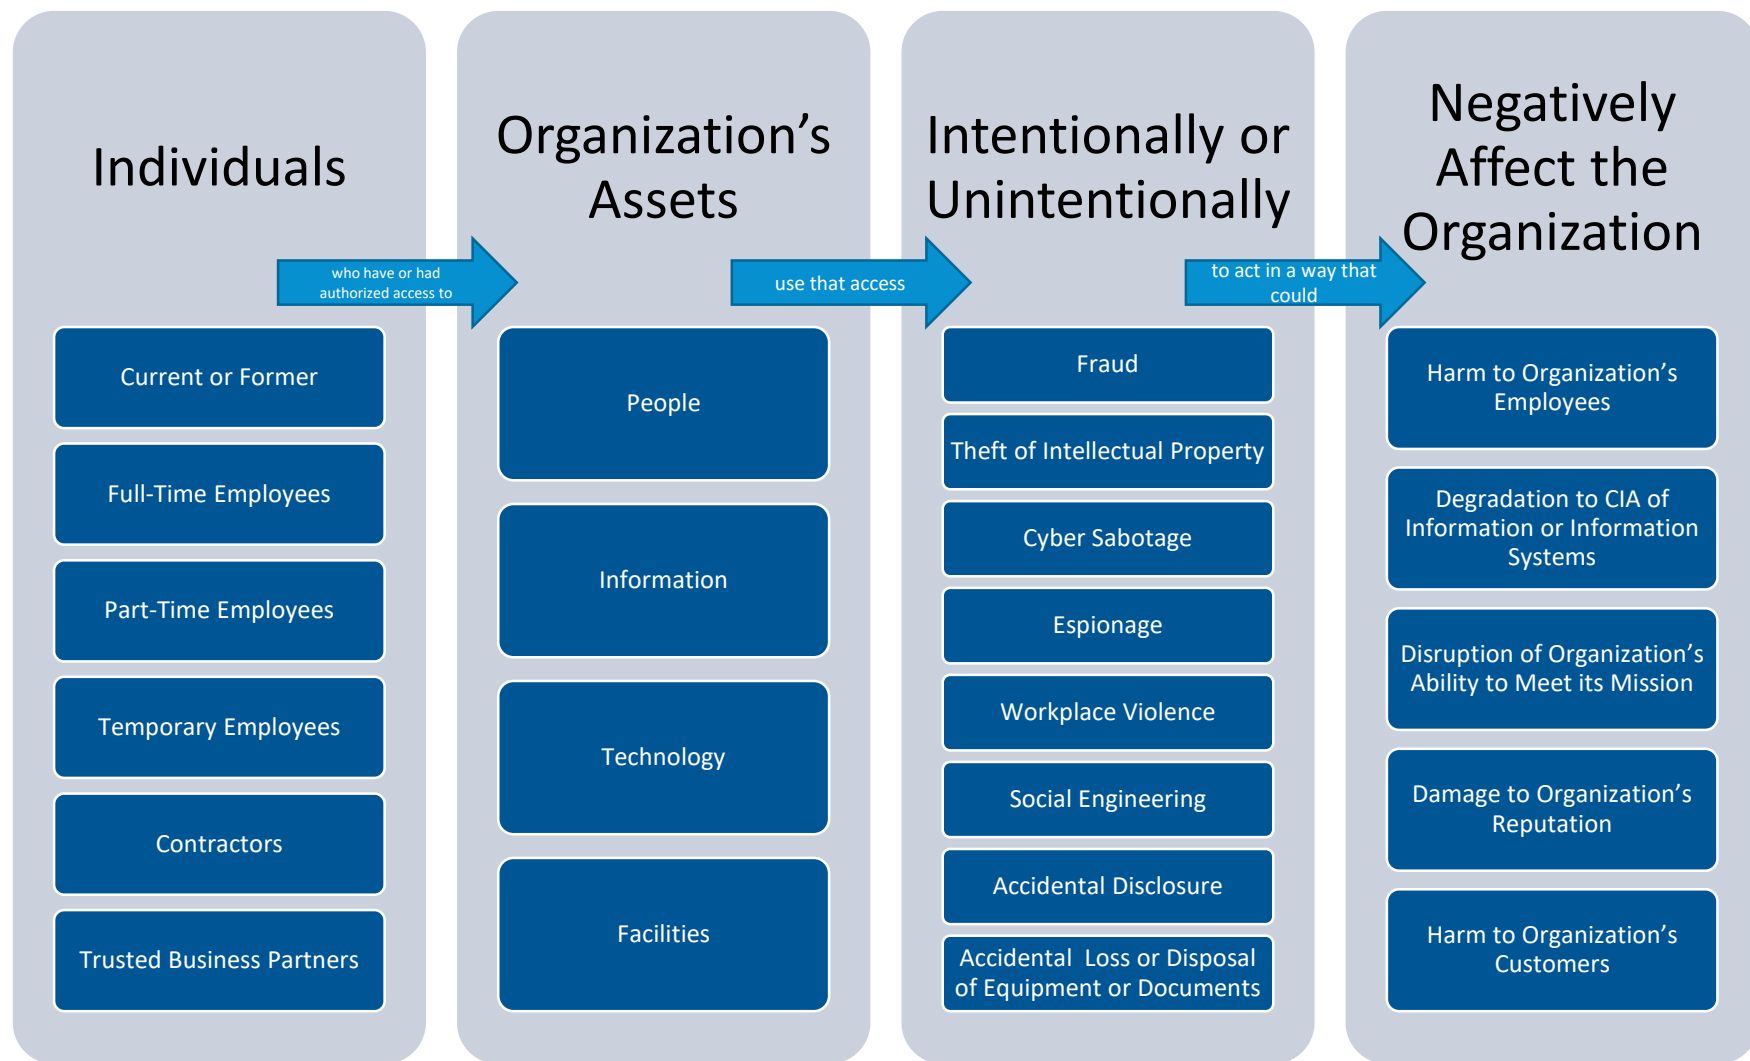 Individuals
who have or had
authorized access to
Current or Former
Full-Time Employees
Part-Time Employees
Temporary Employees
Contractors
Trusted Business Partners
Organization’s
Assets
use that access
People
Information
Technology
Facilities
Intentionally or
Unintentionally
to act in a way that
could
Fraud
Theft of Intellectual Property
Cyber Sabotage
Espionage
Workplace Violence
Social Engineering
Accidental Disclosure
Accidental Loss or Disposal
of Equipment or Documents
Negatively
Affect the
Organization
Harm to Organization’s
Employees
Degradation to CIA of
Information or Information
Systems
Disruption of Organization’s
Ability to Meet its Mission
Damage to Organization’s
Reputation
Harm to Organization’s
Customers